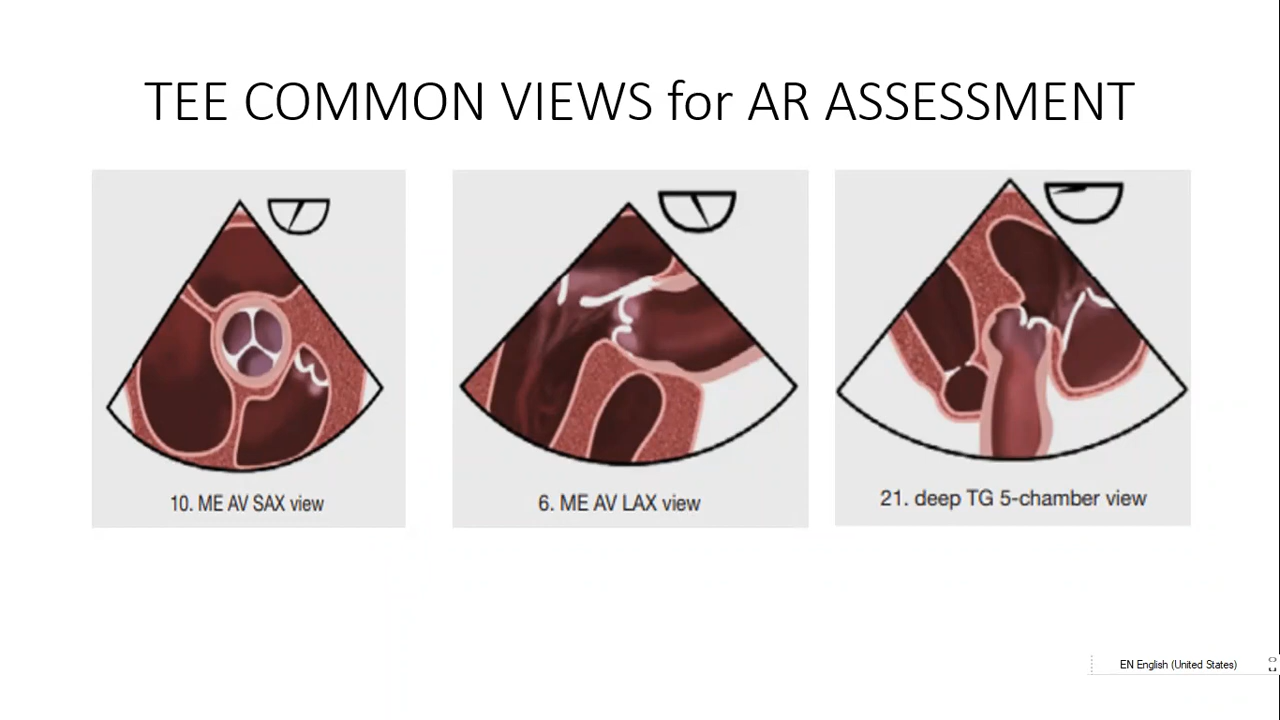 TEE COMMON VIEWS for AR ASSESSMENT
10. ME AV SAX view
6. ME AV LAX view
21. deep TG 5-chamber view
EN English (United States)